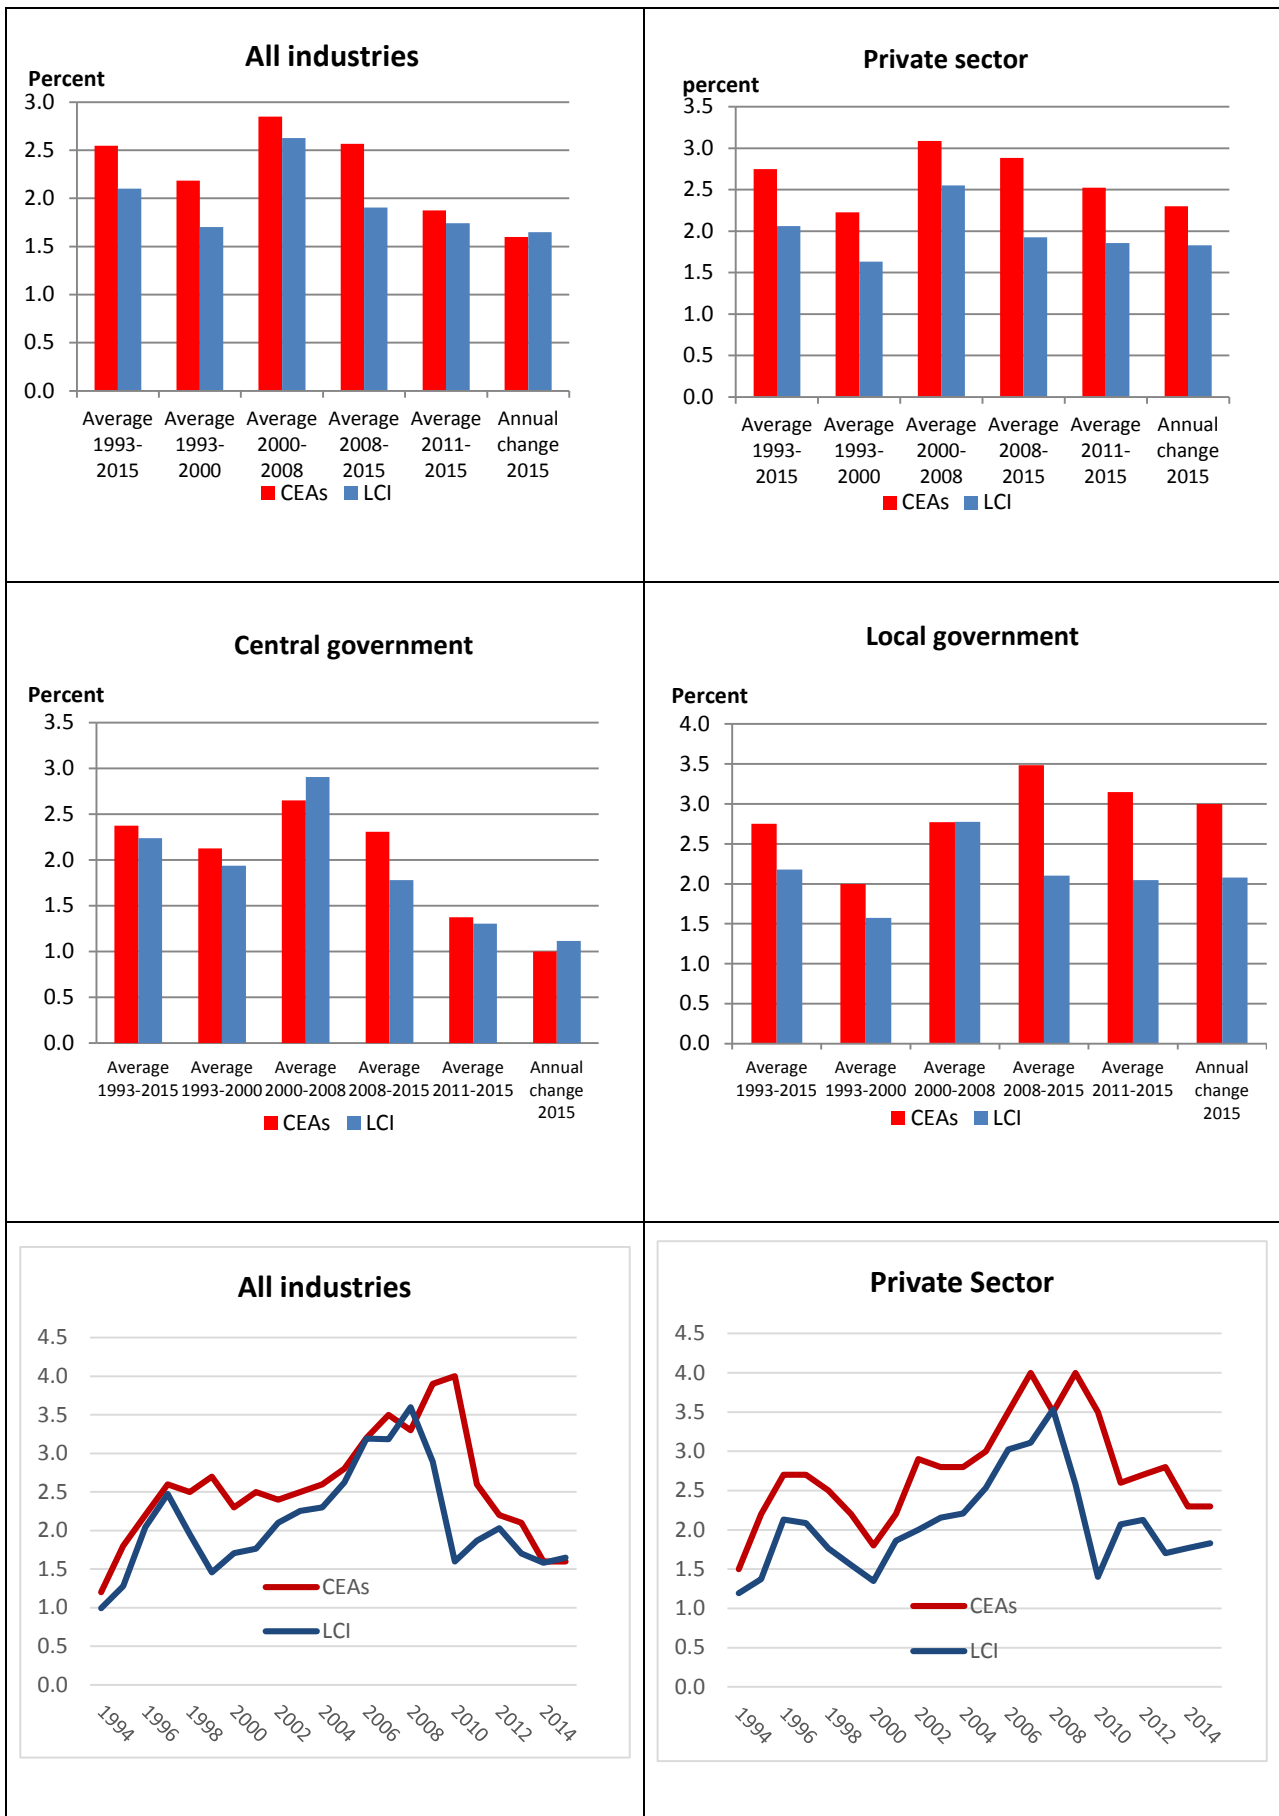 All industries
Percent
3.0
2.5
2.0
1.5
1.0
0.5
0.0
Average Average Average Average Average Annual
1993- 1993- 2000- 2008- 2011- change
2015 2000 2008 2015 2015 2015
CEAs LCI
Private sector
percent
3.5
3.0
2.5
2.0
1.5
1.0
0.5
0.0
Average Average Average Average Average Annual
1993- 1993- 2000- 2008- 2011- change
2015 2000 2008 2015 2015 2015
CEAs LCI
Central government
Percent
3.5
3.0
2.5
2.0
1.5
1.0
0.5
0.0
Average Average Average Average Average Annual
1993-2015 1993-2000 2000-2008 2008-2015 2011-2015 change
2015
CEAs LCI
Local government
Percent
4.0
3.5
3.0
2.5
2.0
1.5
1.0
0.5
0.0
Average Average Average Average Average Annual
1993-2015 1993-2000 2000-2008 2008-2015 2011-2015 change
2015
CEAs LCI
All industries
4.5
4.0
3.5
3.0
2.5
2.0
1.5
1.0
0.5
0.0
CEAs
LCI
1994 1996 1998 2000 2002 2004 2006 2008 2010 2012 2014
Private Sector
4.5
4.0
3.5
3.0
2.5
2.0
1.5
1.0
0.5
0.0
CEAs
LCI
1994 1996 1998 2000 2002 2004 2006 2008 2010 2012 2014